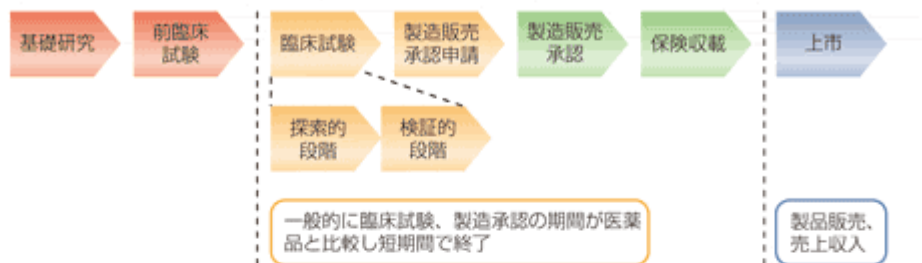 基礎研究
前臨床
試験
臨床試験
製造販売
承認申請
製造販売
承認
保険収載
上市
探索的
段階
検証的
段階
一般的に臨床試験、製造承認の期間が医薬
品と比較し短期間で終了
製品販売、
売上収入